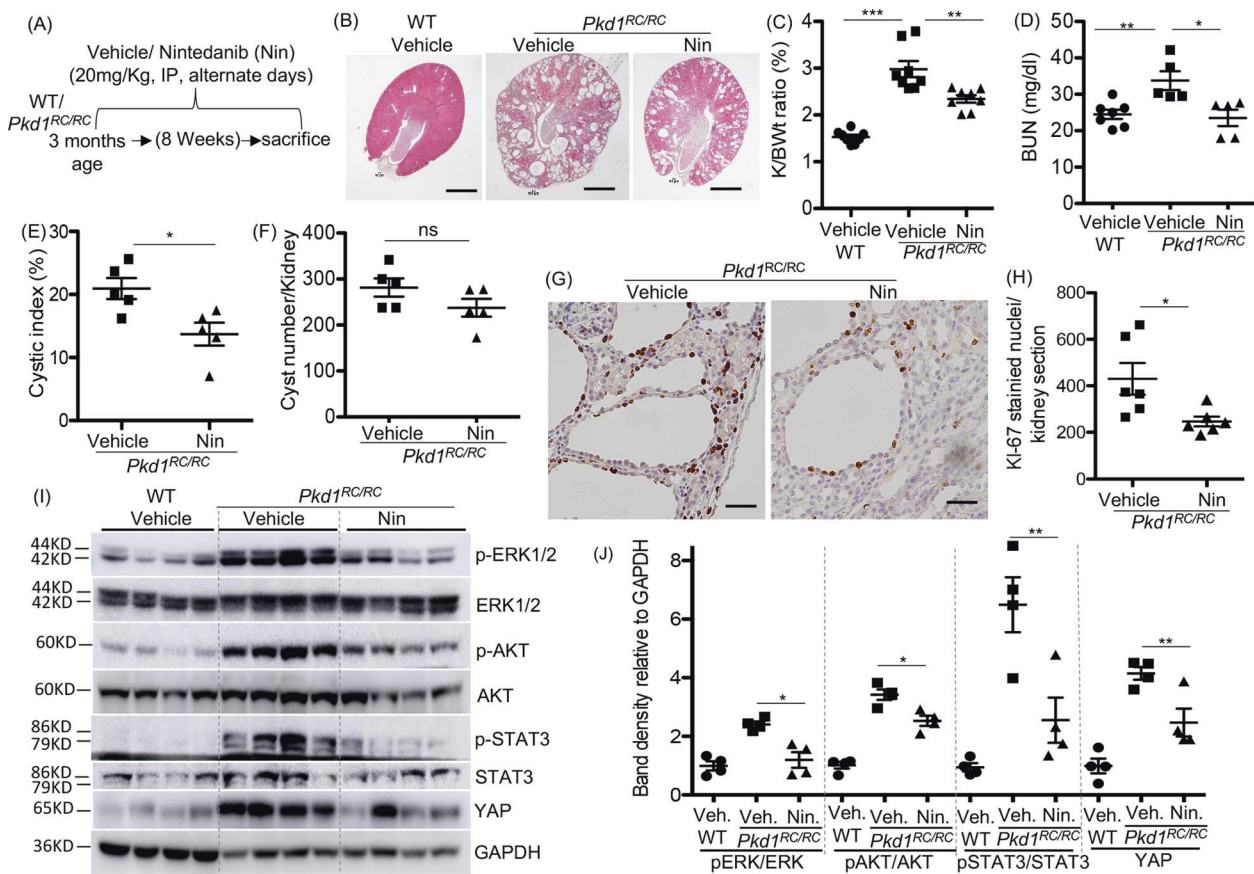 (A)
Vehicle/ Nintedanib (Nin)
(20mg/Kg, IP, alternate days)
WT/
Pkd1RC/RC
3 months
age
(8 Weeks)
sacrifice
(B)
WT
Vehicle
Pkd1RC/RC
Vehicle
Nin
(C)
K/BWt ratio (%)
4
3
2
1
0
***
**
Vehicle
WT
Vehicle Nin
Pkd1RC/RC
(D)
BUN (mg/dl)
50
40
30
20
10
0
**
*
Vehicle
WT
Vehicle Nin
Pkd1RC/RC
(E)
Cystic index (%)
30
20
10
0
*
Vehicle Nin
Pkd1RC/RC
(F)
Cyst number/Kidney
400
300
200
100
0
ns
Vehicle Nin
Pkd1RC/RC
(G)
Pkd1RC/RC
Vehicle
Nin
(H)
KI-67 stainied nuclei/
kidney section
800
600
400
200
0
*
Vehicle Nin
Pkd1RC/RC
(I)
WT
Vehicle
Pkd1RC/RC
Vehicle
Nin
44KD
42KD
p-ERK1/2
44KD
42KD
ERK1/2
60KD
p-AKT
60KD
AKT
86KD
79KD
p-STAT3
86KD
79KD
STAT3
65KD
YAP
36KD
GAPDH
(J)
Band density relative to GAPDH
8
6
4
2
0
*
*
**
**
Veh. Veh. Nin. Veh. Veh. Nin. Veh. Veh. Nin. Veh. Veh. Nin.
WT Pkd1RC/RC WT Pkd1RC/RC WT Pkd1RC/RC WT Pkd1RC/RC
pERK/ERK pAKT/AKT pSTAT3/STAT3 YAP